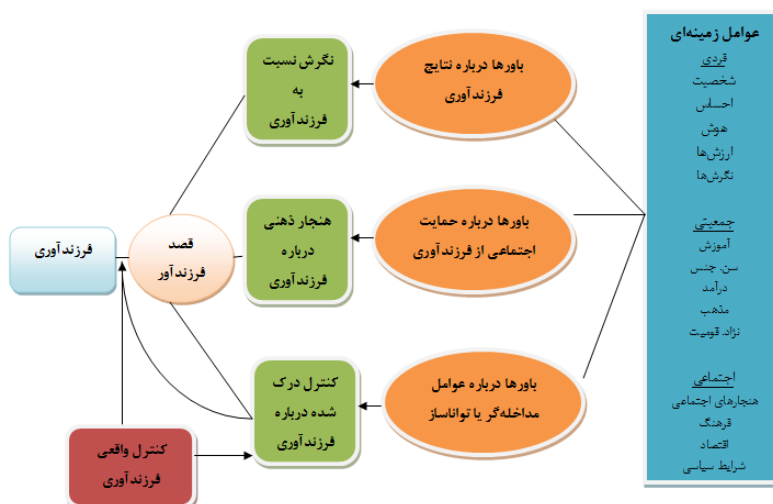 عوامل زمینه‌ای
فردی
شخصیت
احساس
هوش
ارزش‌ها
نگرش‌ها
جمعیتی
آموزش
سن. جنس
درآمد
مذهب
نژاد. قومیت
اجتماعی
هنجارهای اجتماعی
فرهنگ
اقتصاد
شرایط سیاسی
باورها درباره نتایج
فرزندآوری
باورها درباره حمایت
اجتماعی از فرزندآوری
باورها درباره عوامل
مداخله‌گر یا تواناساز
نگرش نسبت
به
فرزندآوری
هنجار ذهنی
درباره
فرزندآوری
کنترل درک
شده درباره
فرزندآوری
قصد
فرزندآور
فرزندآوری
کنترل واقعی
فرزندآوری